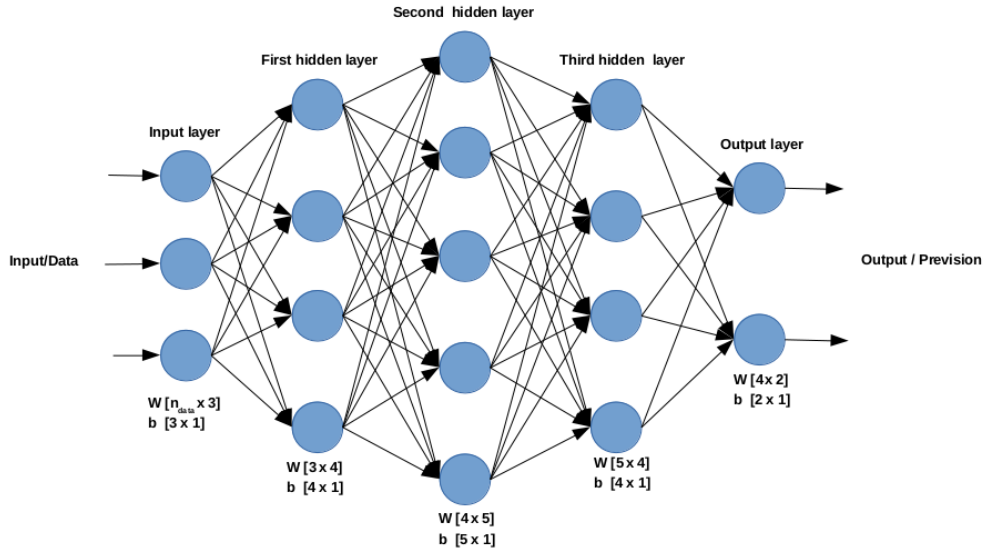 Second hidden layer
First hidden layer
Third hidden layer
Input layer
Output layer
Input/Data
Output / Prevision
W [n_data x 3]
b [3 x 1]
W [3 x 4]
b [4 x 1]
W [4 x 5]
b [5 x 1]
W [5 x 4]
b [4 x 1]
W [4 x 2]
b [2 x 1]